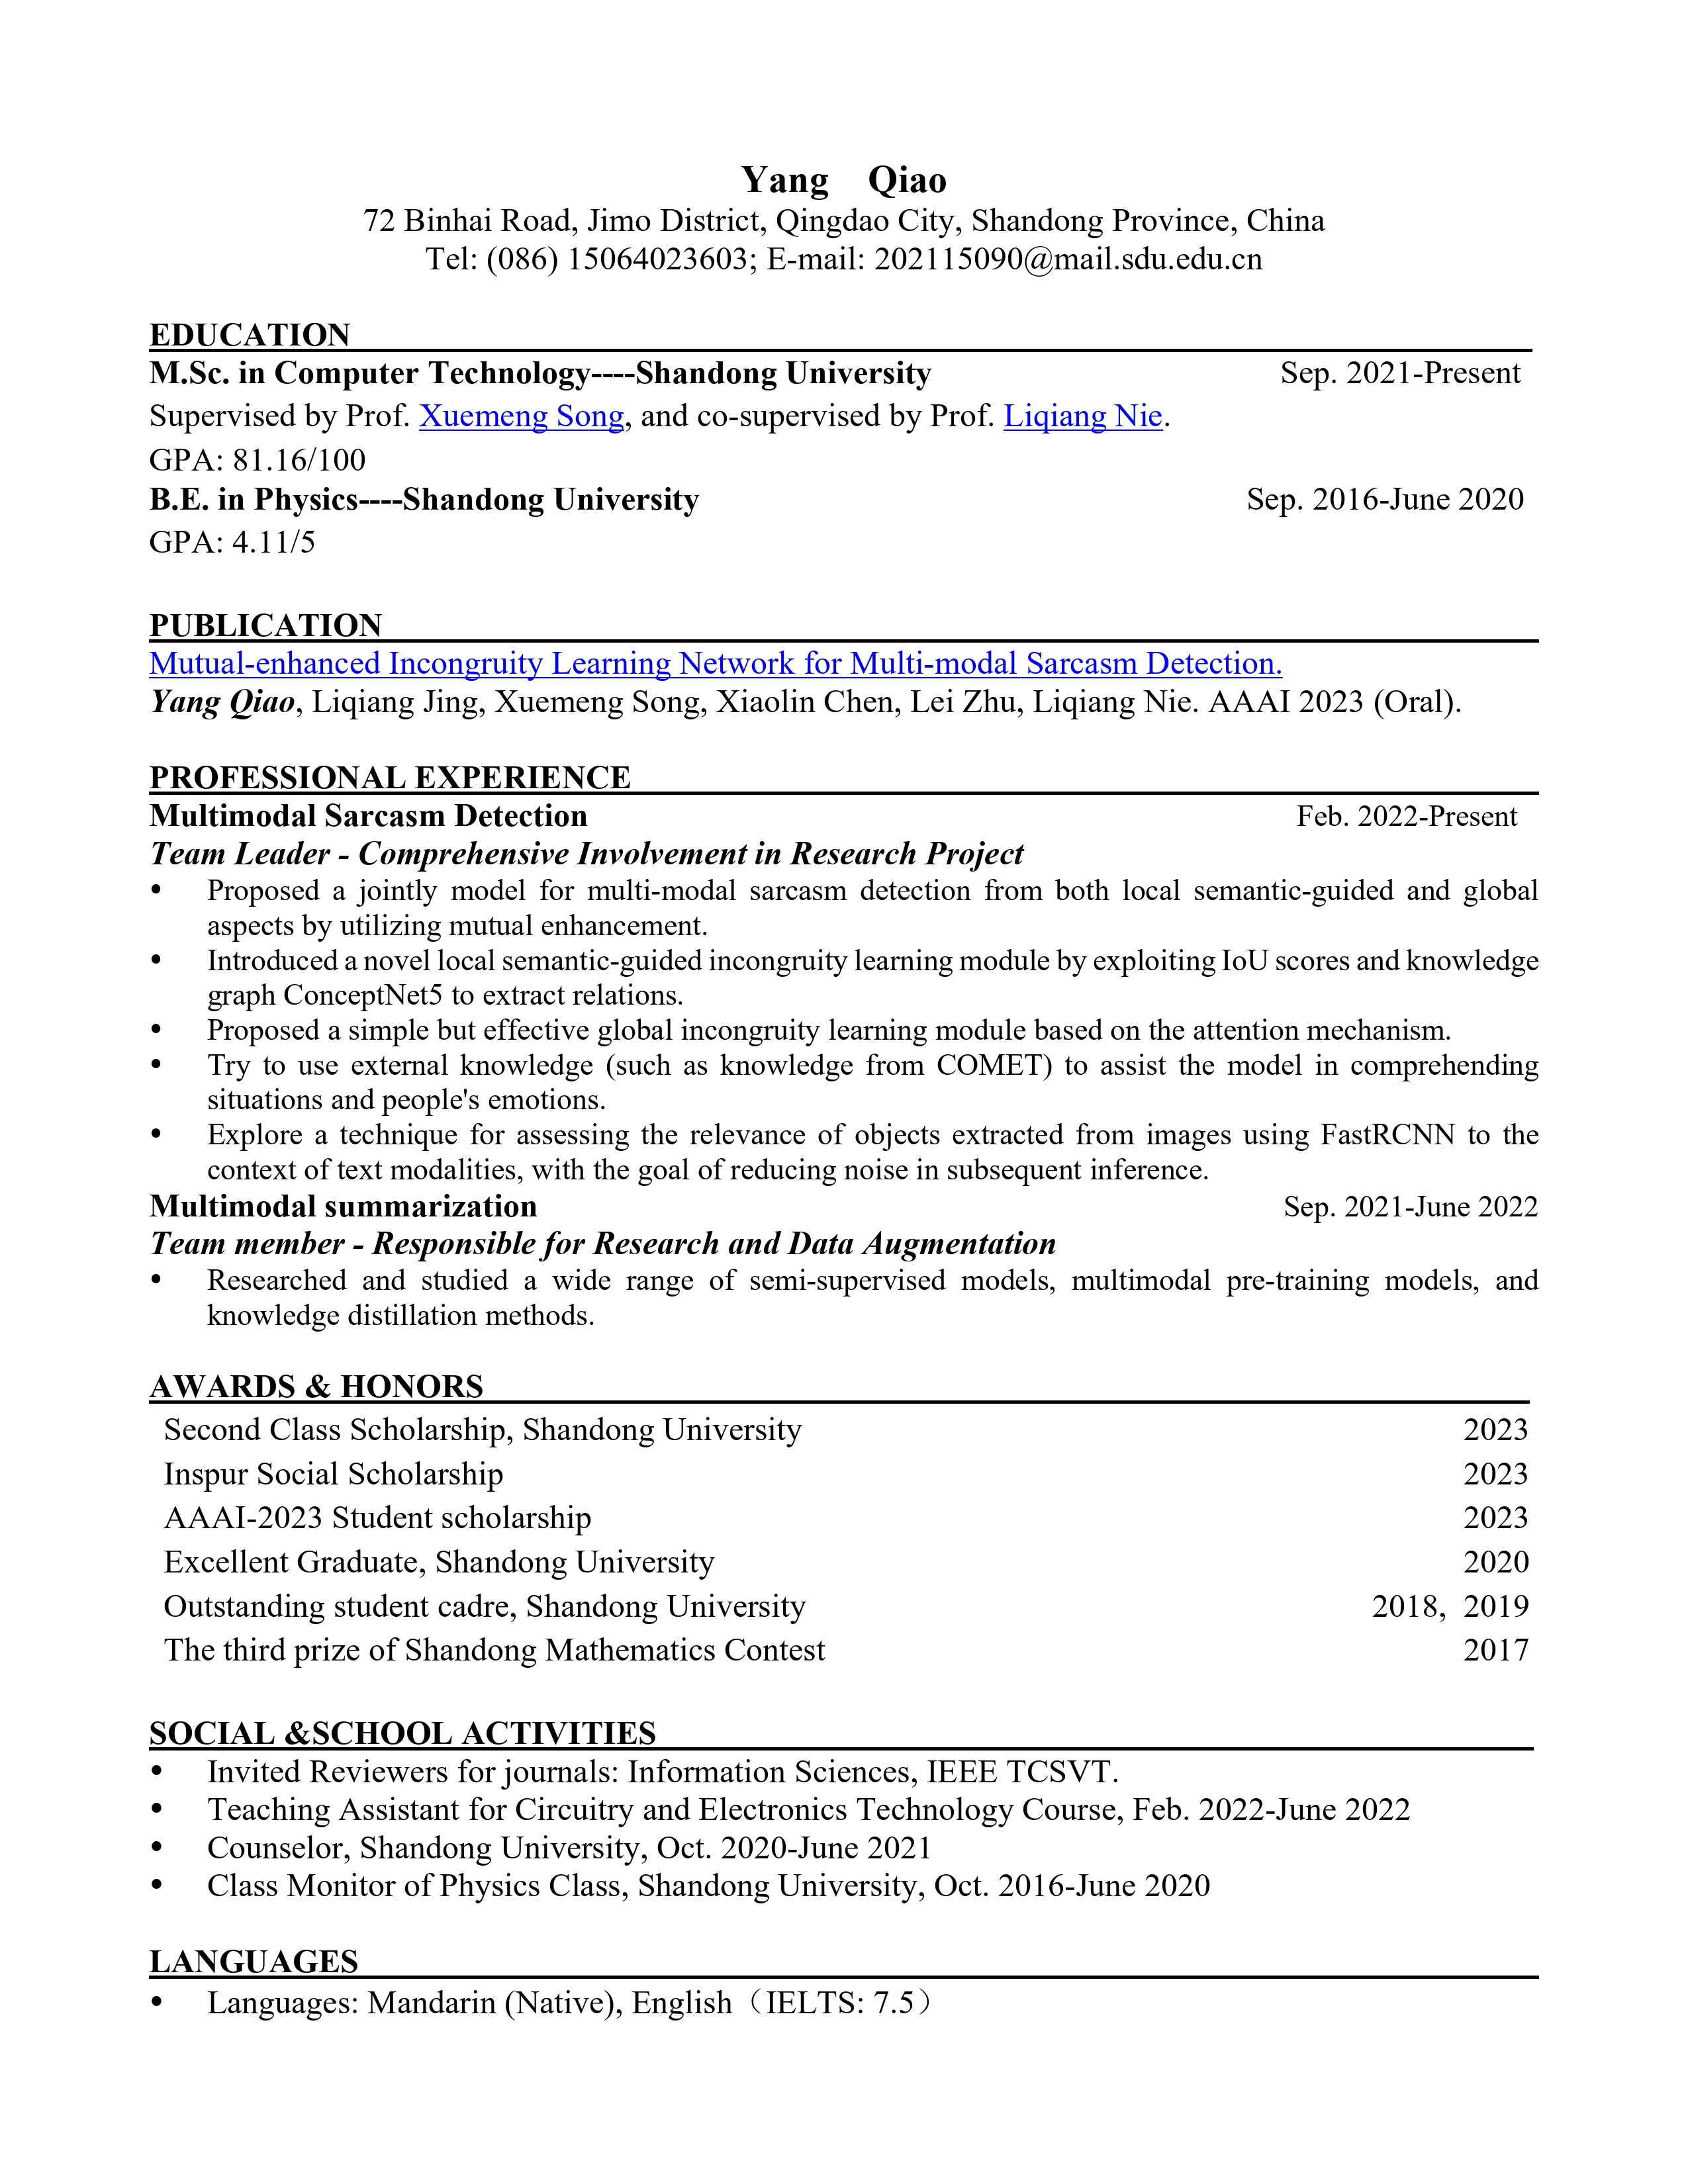 Yang Qiao
72 Binhai Road, Jimo District, Qingdao City, Shandong Province, China
Tel: (086) 15064023603; E-mail: 202115090@mail.sdu.edu.cn
EDUCATION
M.Sc. in Computer Technology----Shandong University Sep. 2021-Present
Supervised by Prof. Xuemeng Song, and co-supervised by Prof. Liqiang Nie.
GPA: 81.16/100
B.E. in Physics----Shandong University Sep. 2016-June 2020
GPA: 4.11/5
PUBLICATION
Mutual-enhanced Incongruity Learning Network for Multi-modal Sarcasm Detection.
Yang Qiao, Liqiang Jing, Xuemeng Song, Xiaolin Chen, Lei Zhu, Liqiang Nie. AAAI 2023 (Oral).
PROFESSIONAL EXPERIENCE
Multimodal Sarcasm Detection Feb. 2022-Present
Team Leader - Comprehensive Involvement in Research Project
• Proposed a jointly model for multi-modal sarcasm detection from both local semantic-guided and global
aspects by utilizing mutual enhancement.
• Introduced a novel local semantic-guided incongruity learning module by exploiting IoU scores and knowledge
graph ConceptNet5 to extract relations.
• Proposed a simple but effective global incongruity learning module based on the attention mechanism.
• Try to use external knowledge (such as knowledge from COMET) to assist the model in comprehending
situations and people's emotions.
• Explore a technique for assessing the relevance of objects extracted from images using FastRCNN to the
context of text modalities, with the goal of reducing noise in subsequent inference.
Multimodal summarization Sep. 2021-June 2022
Team member - Responsible for Research and Data Augmentation
• Researched and studied a wide range of semi-supervised models, multimodal pre-training models, and
knowledge distillation methods.
AWARDS & HONORS
Second Class Scholarship, Shandong University 2023
Inspur Social Scholarship 2023
AAAI-2023 Student scholarship 2023
Excellent Graduate, Shandong University 2020
Outstanding student cadre, Shandong University 2018, 2019
The third prize of Shandong Mathematics Contest 2017
SOCIAL &SCHOOL ACTIVITIES
• Invited Reviewers for journals: Information Sciences, IEEE TCSVT.
• Teaching Assistant for Circuitry and Electronics Technology Course, Feb. 2022-June 2022
• Counselor, Shandong University, Oct. 2020-June 2021
• Class Monitor of Physics Class, Shandong University, Oct. 2016-June 2020
LANGUAGES
• Languages: Mandarin (Native), English（IELTS: 7.5）